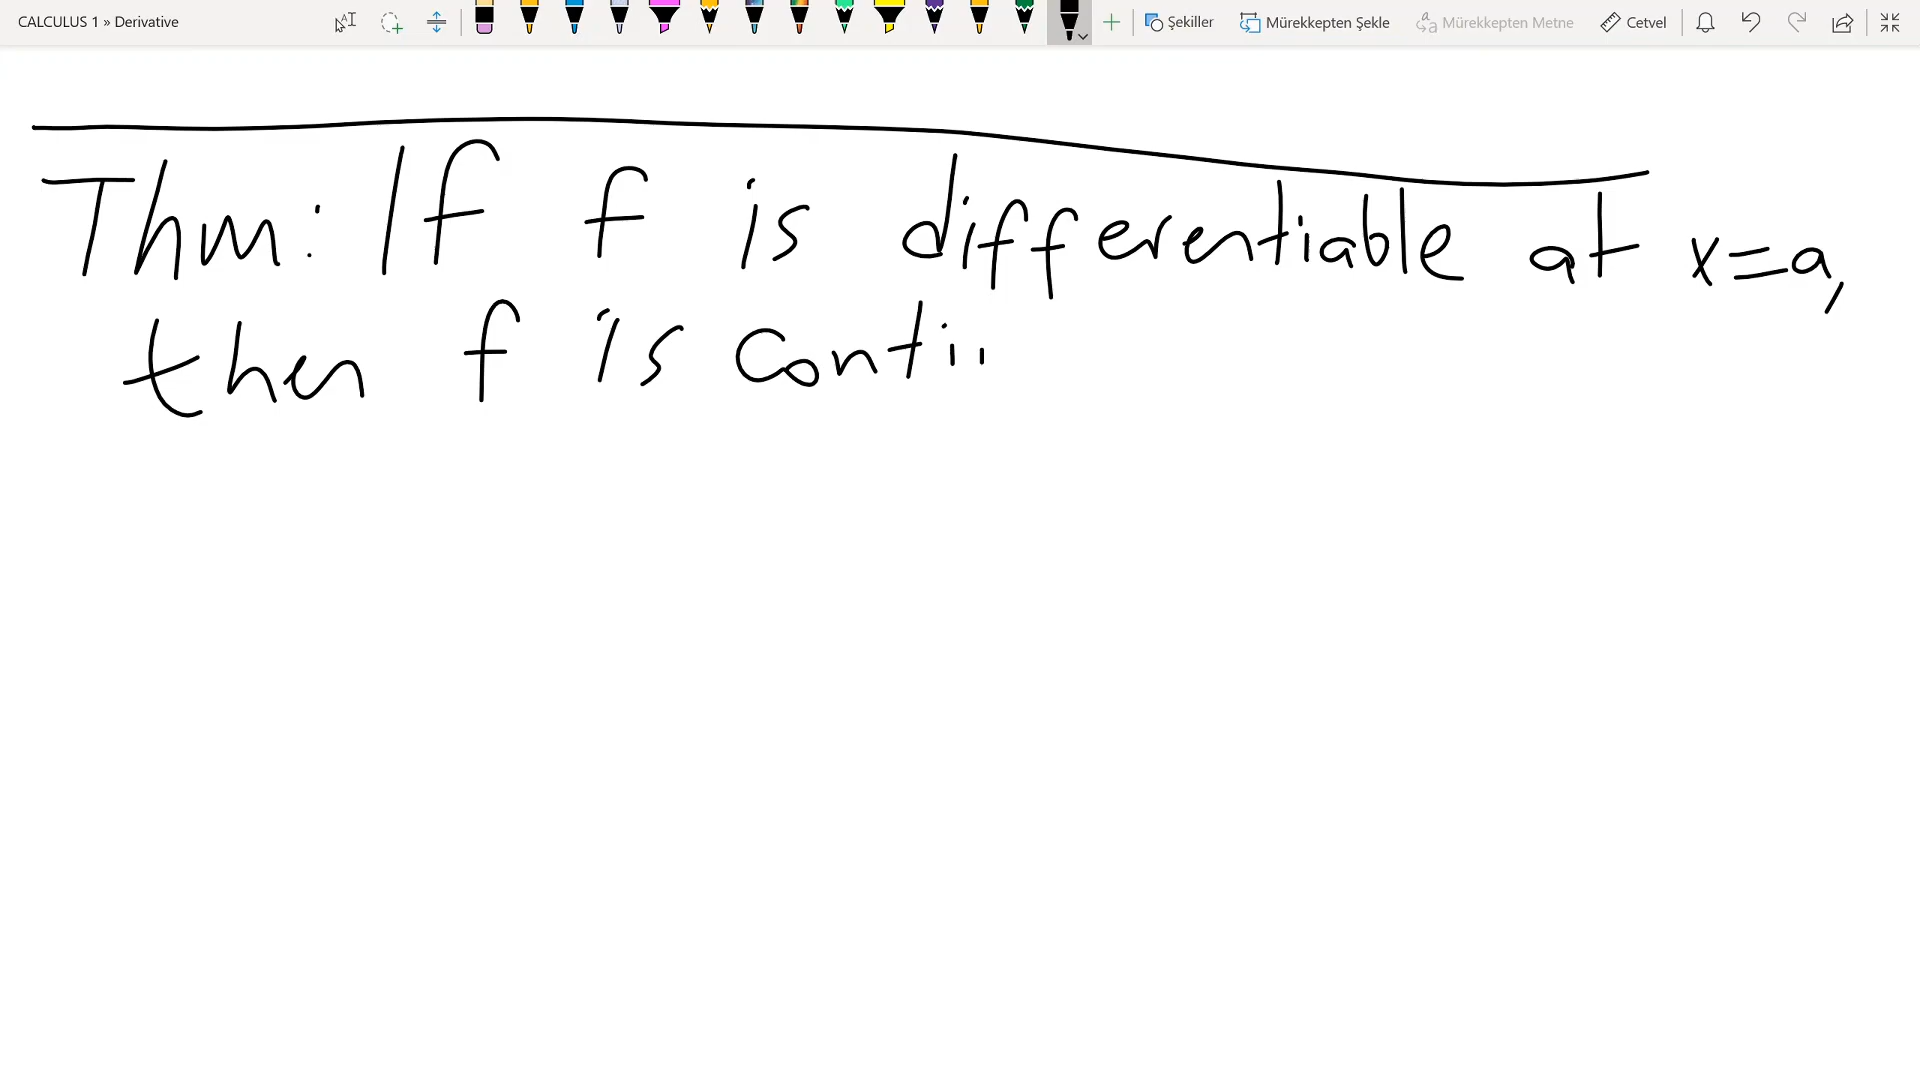 CALCULUS 1 » Derivative
Şekiller
Mürekkepten Şekle
Mürekkepten Metne
Cetvel
Thm: If f is differentiable at x=a,
then f is conti